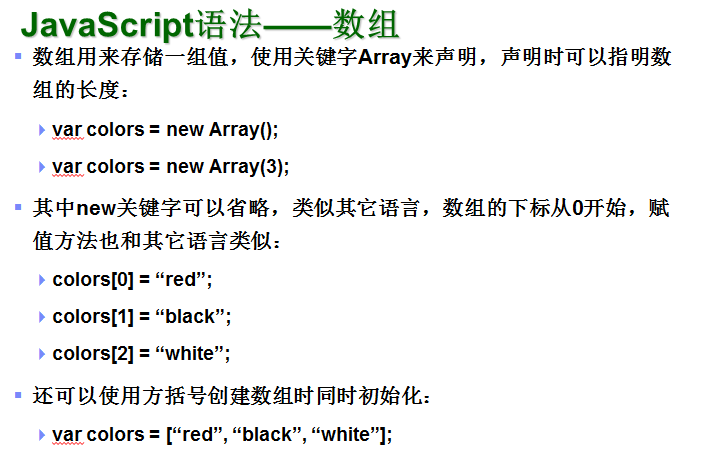 JavaScript语法——数组
数组用来存储一组值，使用关键字Array来声明，声明时可以指明数
组的长度：
var colors = new Array();
var colors = new Array(3);
其中new关键字可以省略，类似其它语言，数组的下标从0开始，赋
值方法也和其它语言类似：
colors[0] = “red”;
colors[1] = “black”;
colors[2] = “white”;
还可以使用方括号创建数组时同时初始化：
var colors = [“red”, “black”, “white”];